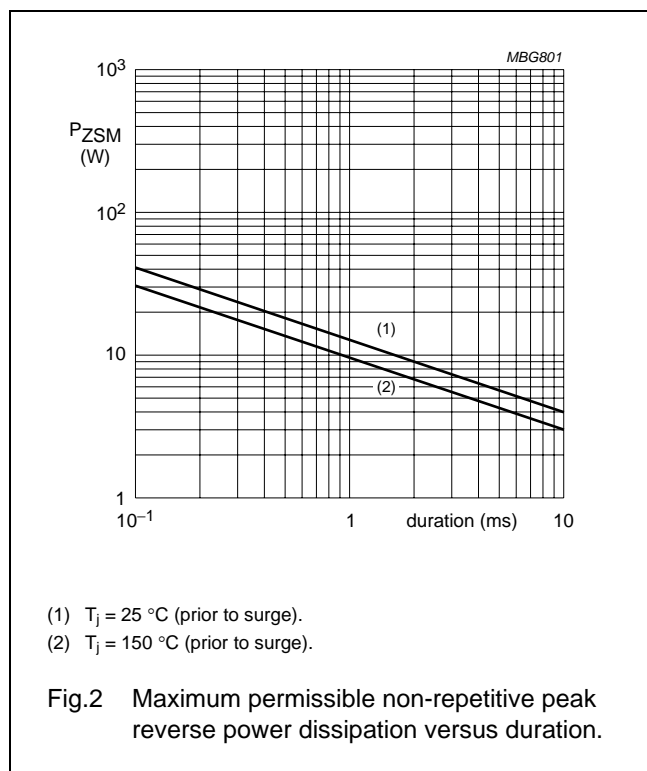 MBG801
10³
P_ZSM
(W)
10²
(1)
10
(2)
1
10⁻¹
1
duration (ms)
10
(1) T_j = 25 °C (prior to surge).
(2) T_j = 150 °C (prior to surge).
Fig.2 Maximum permissible non-repetitive peak
reverse power dissipation versus duration.